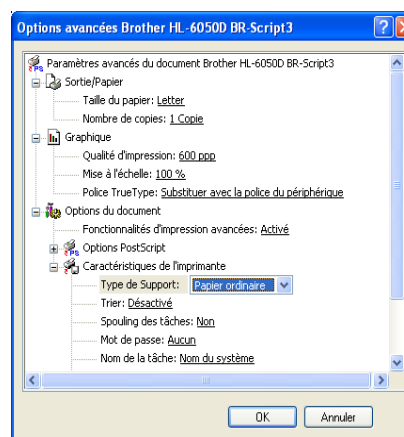 Options avancées Brother HL-6050D BR-Script3
Paramètres avancés du document Brother HL-6050D BR-Script3
Sortie/Papier
Taille du papier: Letter
Nombre de copies: 1 Copie
Graphique
Qualité d'impression: 600 ppp
Mise à l'échelle: 100 %
Police TrueType: Substituer avec la police du périphérique
Options du document
Fonctionnalités d'impression avancées: Activé
Options PostScript
Caractéristiques de l'imprimante
Type de Support: Papier ordinaire
Trier: Désactivé
Spouling des tâches: Non
Mot de passe: Aucun
Nom de la tâche: Nom du système
OK Annuler